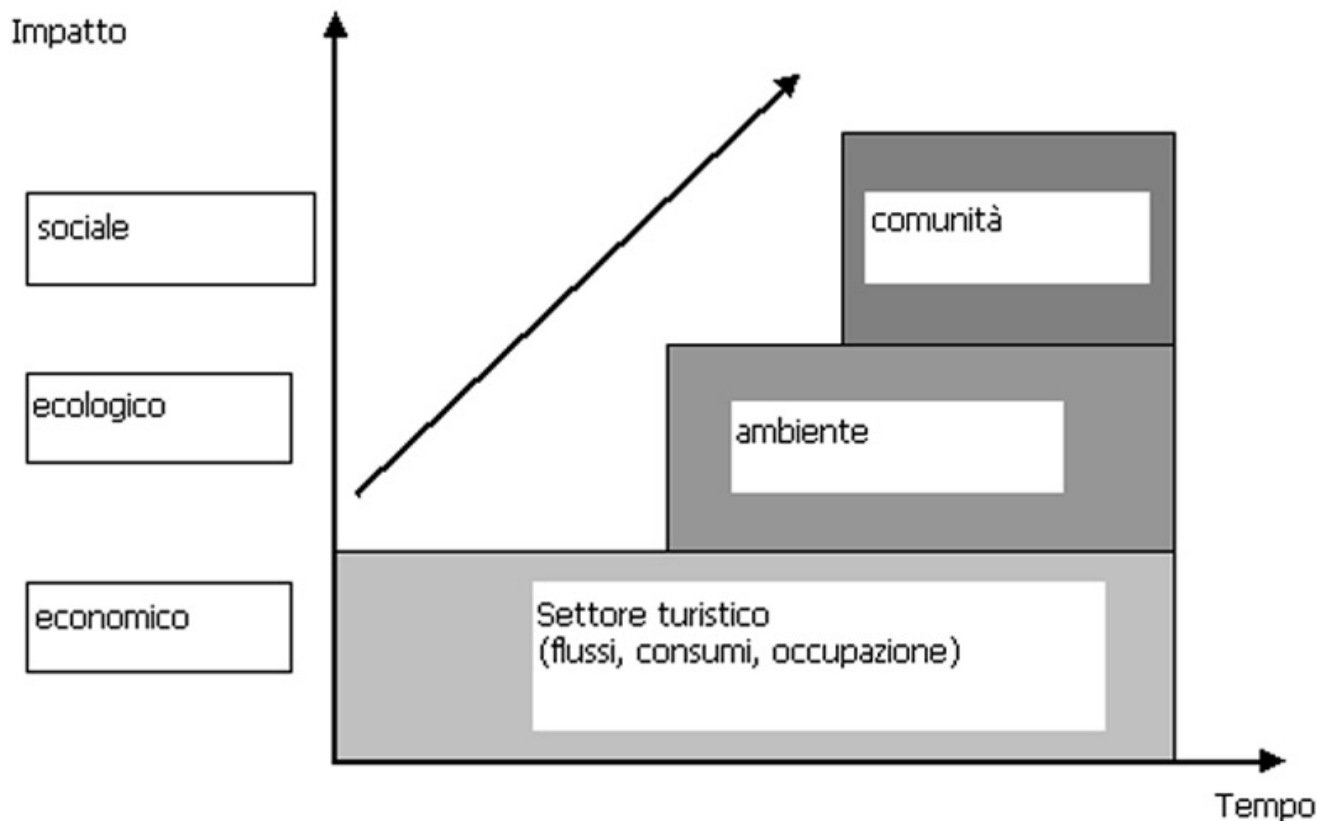 Impatto
sociale
comunità
ecologico
ambiente
economico
Settore turistico
(flussi, consumi, occupazione)
Tempo